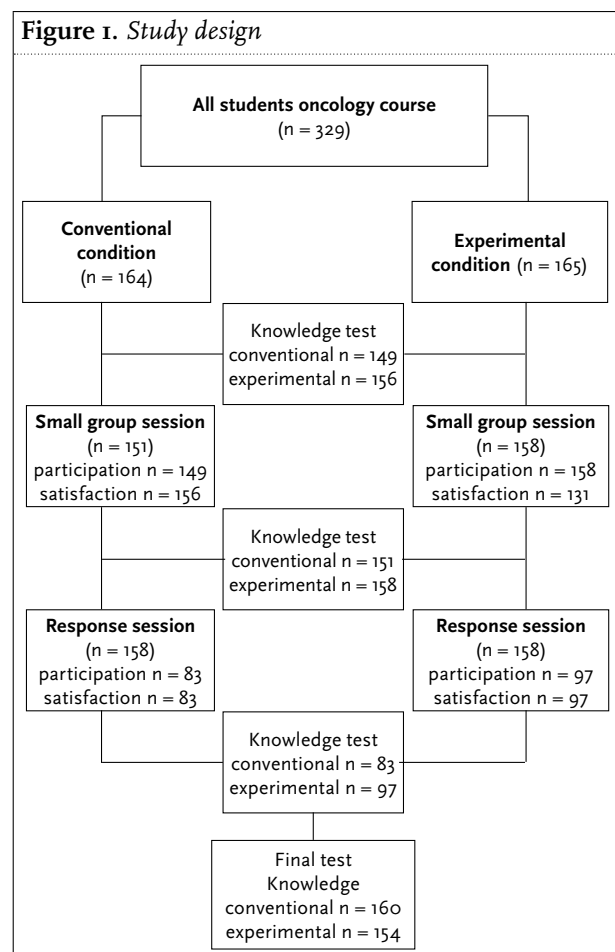 Figure 1. Study design
All students oncology course
(n = 329)
Conventional
condition
(n = 164)
Experimental
condition (n = 165)
Knowledge test
conventional n = 149
experimental n = 156
Small group session
(n = 151)
participation n = 149
satisfaction n = 156
Small group session
(n = 158)
participation n = 158
satisfaction n = 131
Knowledge test
conventional n = 151
experimental n = 158
Response session
(n = 158)
participation n = 83
satisfaction n = 83
Response session
(n = 158)
participation n = 97
satisfaction n = 97
Knowledge test
conventional n = 83
experimental n = 97
Final test
Knowledge
conventional n = 160
experimental n = 154